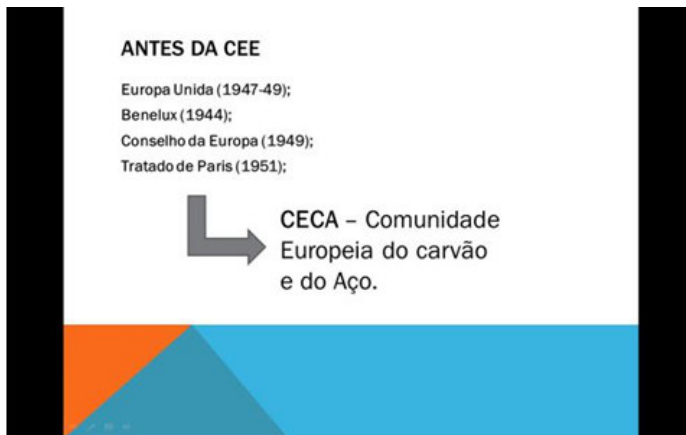 ANTES DA CEE
Europa Unida (1947-49);
Benelux (1944);
Conselho da Europa (1949);
Tratado de Paris (1951);
CECA – Comunidade
Europeia do carvão
e do Aço.